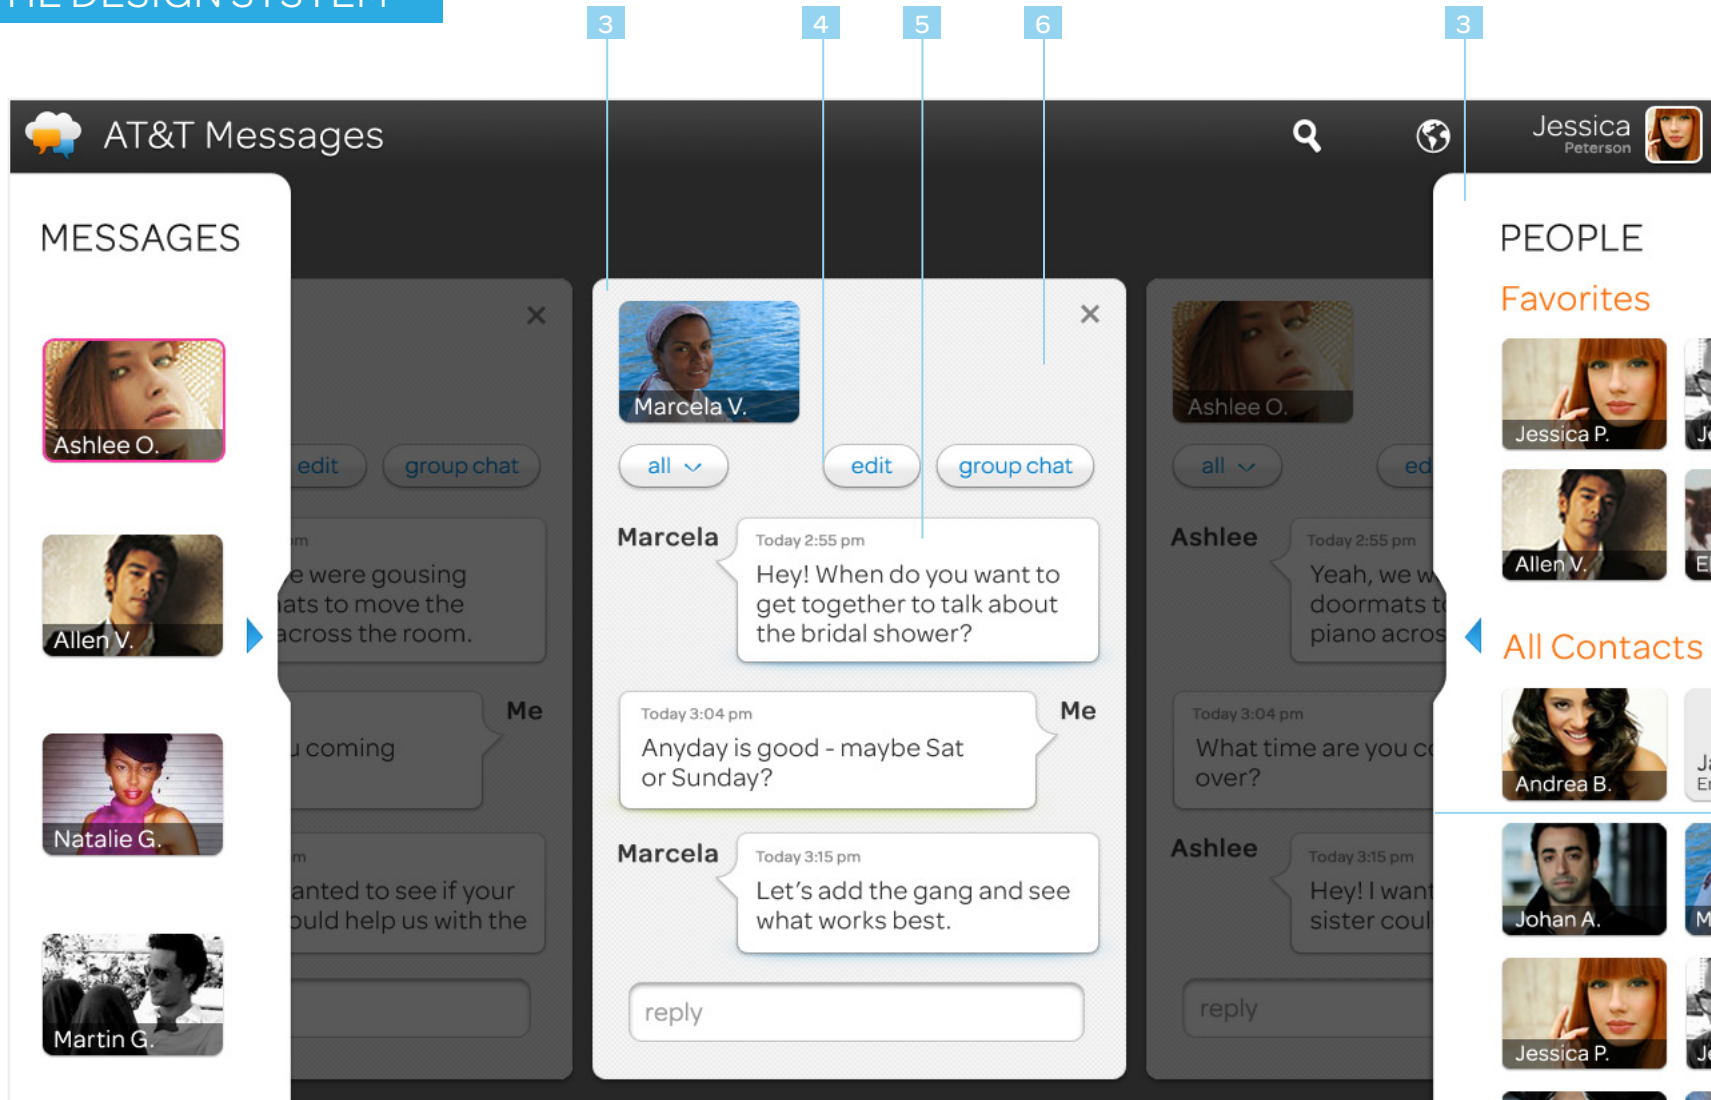 THE DESIGN SYSTEM
3
4
5
6
3
AT&T Messages
Jessica
Peterson
MESSAGES
Ashlee O.
Allen V.
Natalie G.
Martin G.
edit
group chat
e were gousing
ats to move the
across the room.
Me
u coming
anted to see if your
ould help us with the
Marcela V.
all
edit
group chat
Marcela
Today 2:55 pm
Hey! When do you want to
get together to talk about
the bridal shower?
Me
Today 3:04 pm
Anyday is good - maybe Sat
or Sunday?
Marcela
Today 3:15 pm
Let's add the gang and see
what works best.
reply
Ashlee O.
all
ed
Ashlee
Today 2:55 pm
Yeah, we w
doormats to
piano acros
Today 3:04 pm
What time are you co
over?
Ashlee
Today 3:15 pm
Hey! I want
sister coul
reply
PEOPLE
Favorites
Jessica P.
Allen V.
All Contacts
Andrea B.
Johan A.
Jessica P.